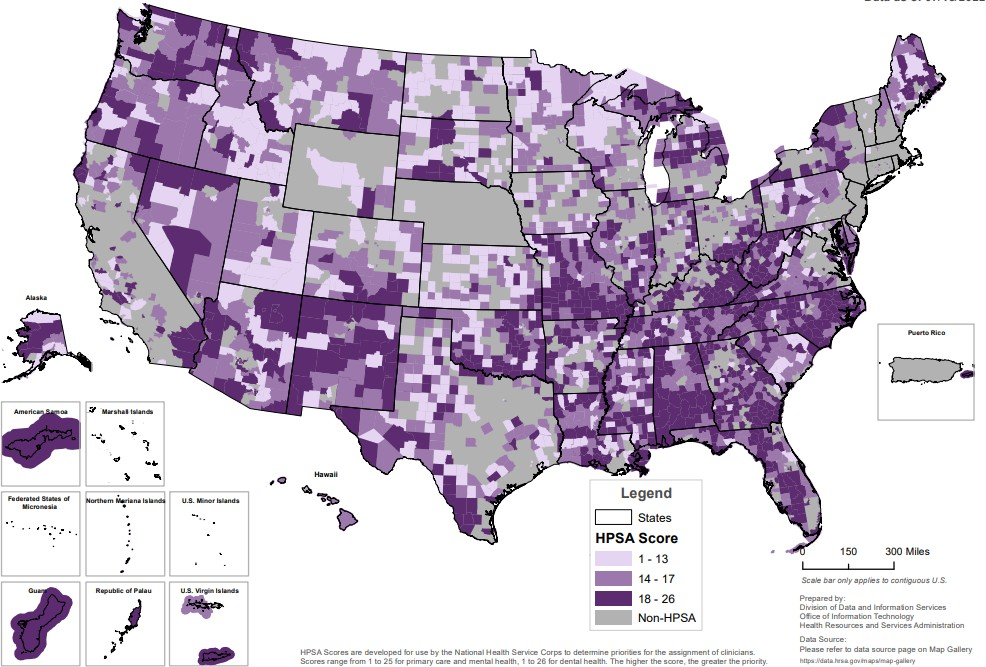 Alaska
American Samoa
Marshall Islands
Federated States of
Micronesia
Northern Mariana Islands
U.S. Minor Islands
Guam
Republic of Palau
U.S. Virgin Islands
Hawaii
Puerto Rico
Legend
States
HPSA Score
1 - 13
14 - 17
18 - 26
Non-HPSA
0 150 300 Miles
Scale bar only applies to contiguous U.S.
Prepared by:
Division of Data and Information Services
Office of Information Technology
Health Resources and Services Administration
Data Source:
Please refer to data source page on Map Gallery
https://data.hrsa.gov/maps/map-gallery
HPSA Scores are developed for use by the National Health Service Corps to determine priorities for the assignment of clinicians.
Scores range from 1 to 25 for primary care and mental health, 1 to 26 for dental health. The higher the score, the greater the priority.